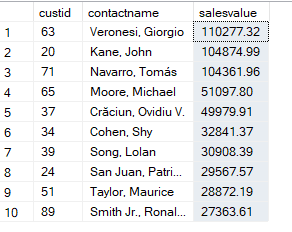 custid contactname salesvalue
1 63 Veronesi, Giorgio 110277.32
2 20 Kane, John 104874.99
3 71 Navarro, Tomás 104361.96
4 65 Moore, Michael 51097.80
5 37 Crăciun, Ovidiu V. 49979.91
6 34 Cohen, Shy 32841.37
7 39 Song, Lolan 30908.39
8 24 San Juan, Patri... 29567.57
9 51 Taylor, Maurice 28872.19
10 89 Smith Jr., Ronal... 27363.61